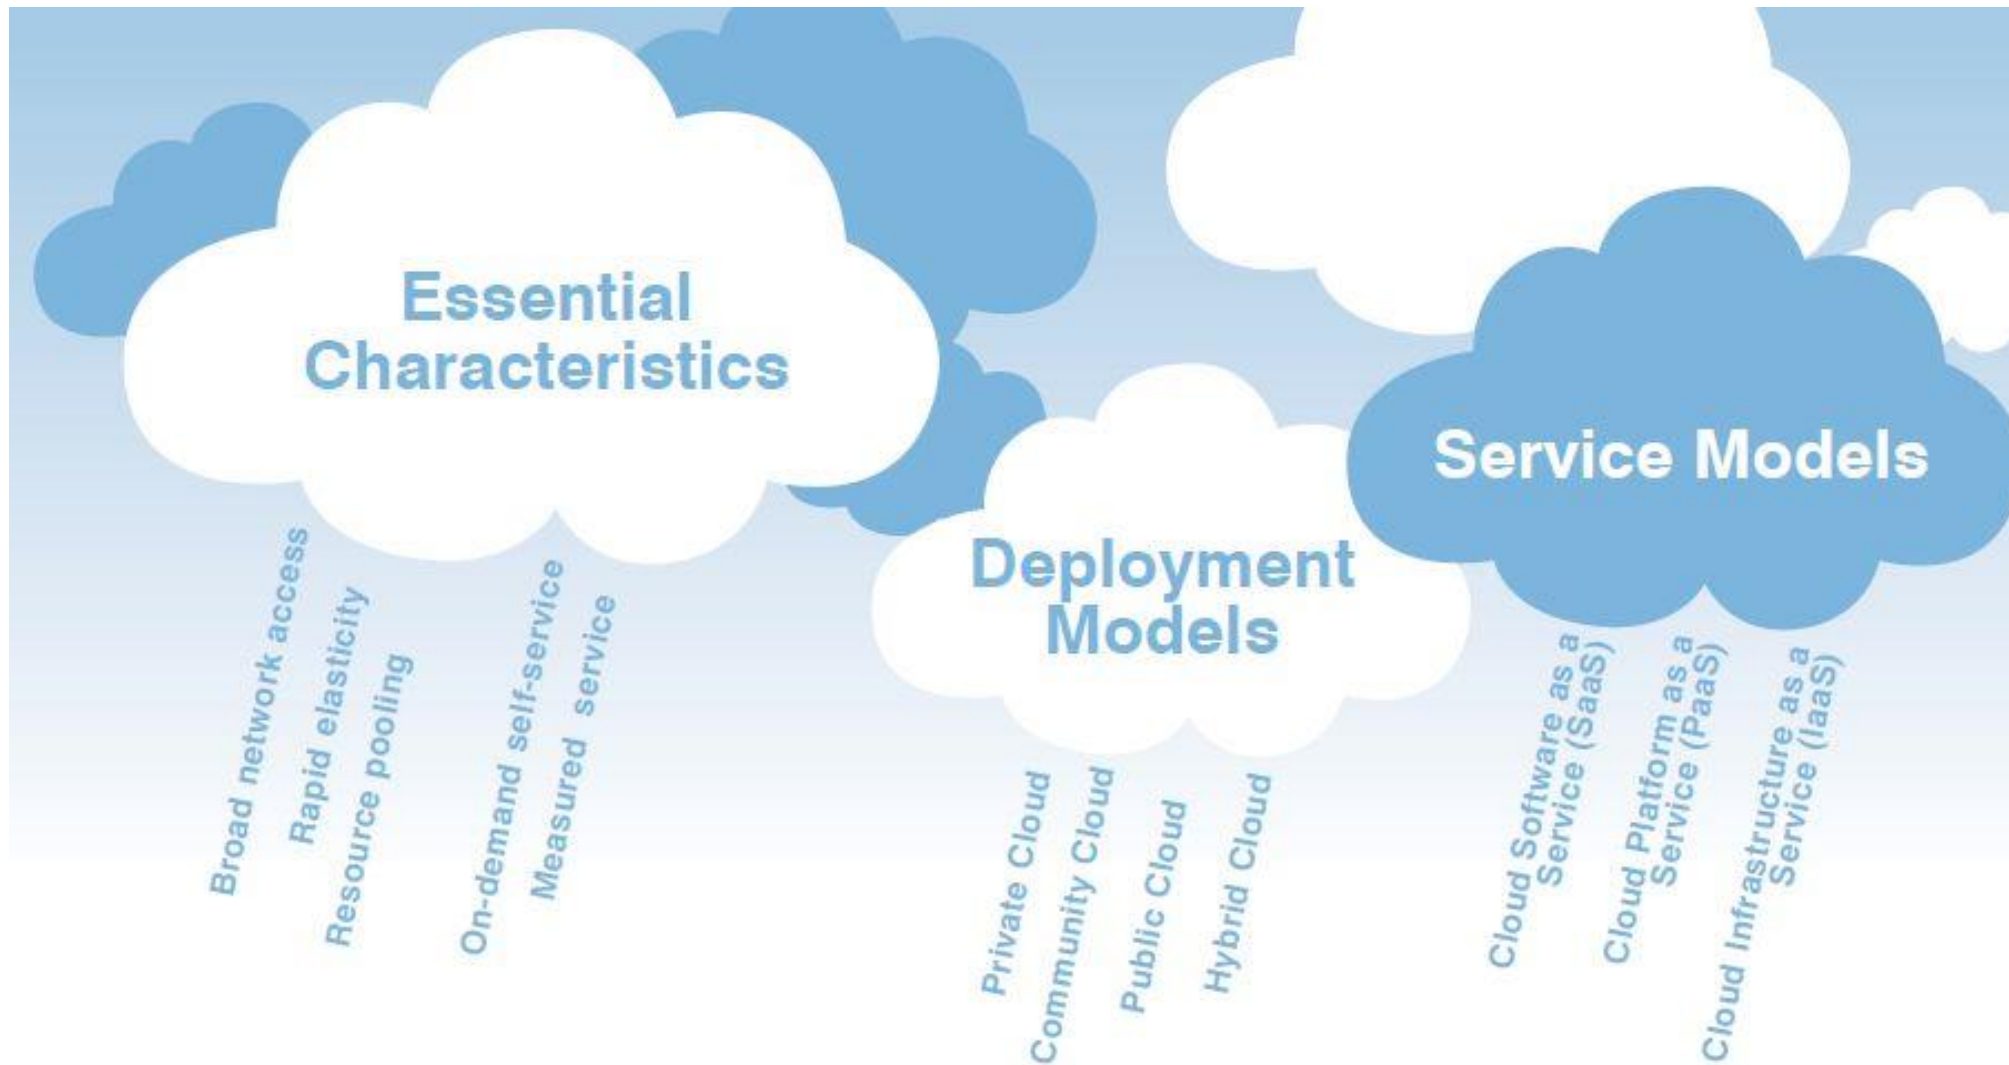 Essential
Characteristics
Broad network access
Rapid elasticity
Resource pooling
On-demand self-service
Measured service
Deployment
Models
Private Cloud
Community Cloud
Public Cloud
Hybrid Cloud
Service Models
Cloud Software as a
Service (SaaS)
Cloud Platform as a
Service (PaaS)
Cloud Infrastructure as a
Service (IaaS)